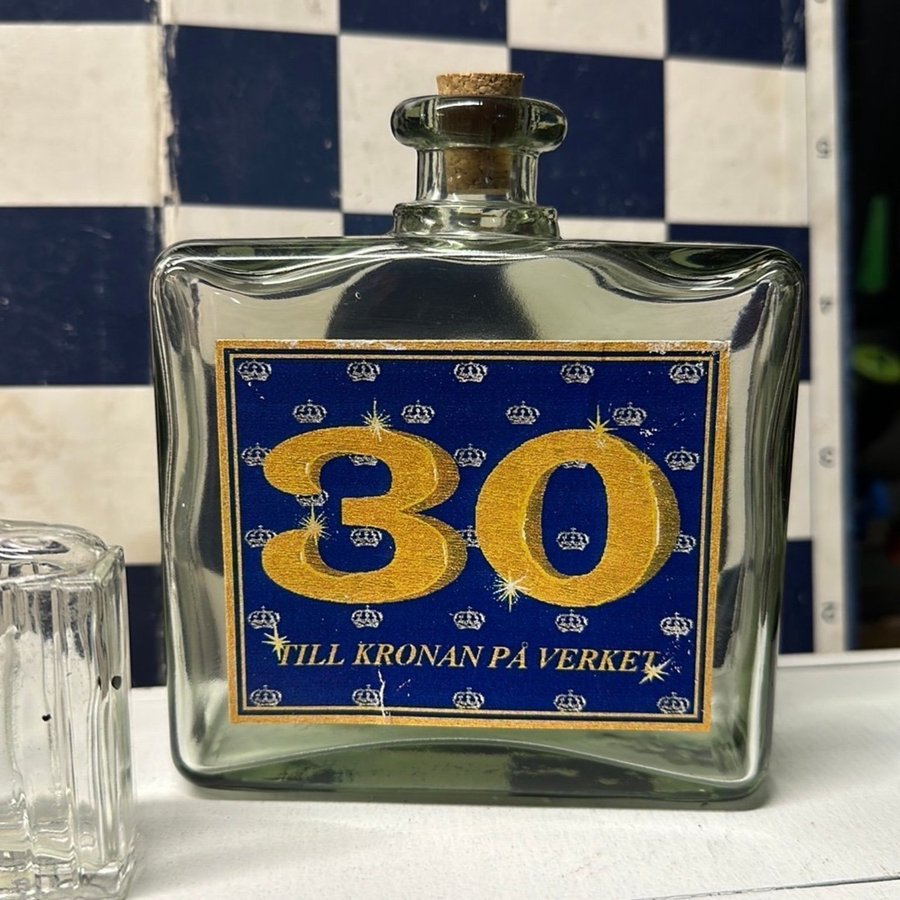 30
TILL KRONAN PÅ VERKET